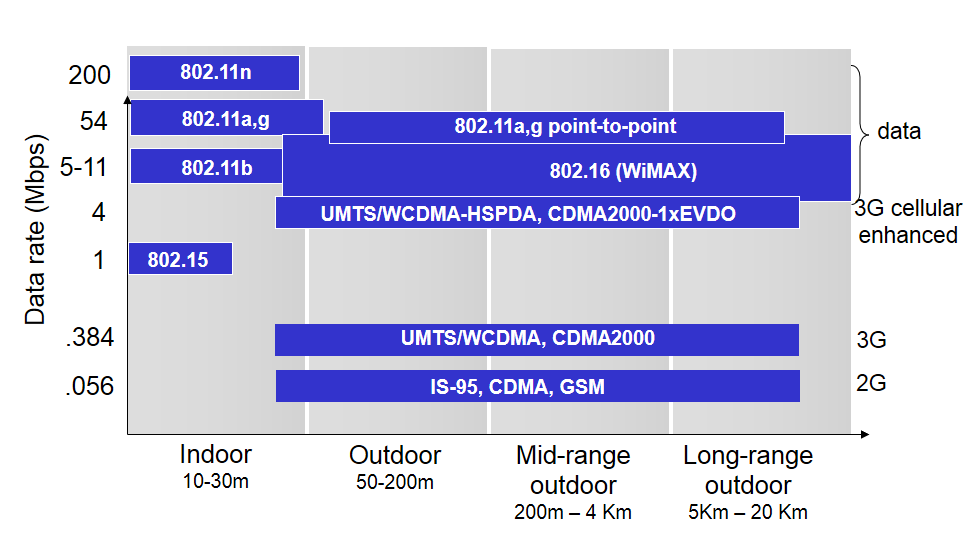 200
802.11n
54
802.11a,g
802.11a,g point-to-point
data
5-11
802.11b
802.16 (WiMAX)
4
UMTS/WCDMA-HSPDA, CDMA2000-1xEVDO
3G cellular
enhanced
1
802.15
.384
UMTS/WCDMA, CDMA2000
3G
.056
IS-95, CDMA, GSM
2G
Data rate (Mbps)
Indoor
10-30m
Outdoor
50-200m
Mid-range
outdoor
200m – 4 Km
Long-range
outdoor
5Km – 20 Km